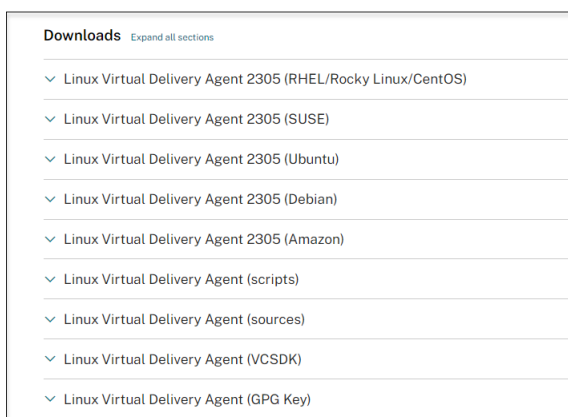 Downloads Expand all sections
Linux Virtual Delivery Agent 2305 (RHEL/Rocky Linux/CentOS)
Linux Virtual Delivery Agent 2305 (SUSE)
Linux Virtual Delivery Agent 2305 (Ubuntu)
Linux Virtual Delivery Agent 2305 (Debian)
Linux Virtual Delivery Agent 2305 (Amazon)
Linux Virtual Delivery Agent (scripts)
Linux Virtual Delivery Agent (sources)
Linux Virtual Delivery Agent (VCSDK)
Linux Virtual Delivery Agent (GPG Key)